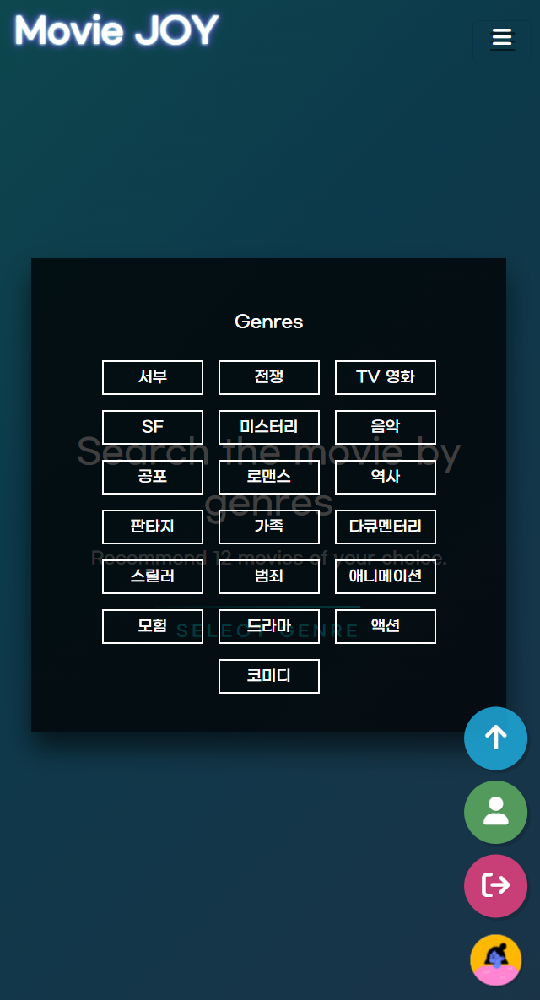 Movie JOY
Genres
서부 전쟁 TV 영화
SF 미스터리 음악
Search the movie by
공포 로맨스 역사
genres
판타지 가족 다큐멘터리
Recommend 12 movies of your choice.
스릴러 범죄 애니메이션
모험 드라마 액션
SELECT GENRE
코미디